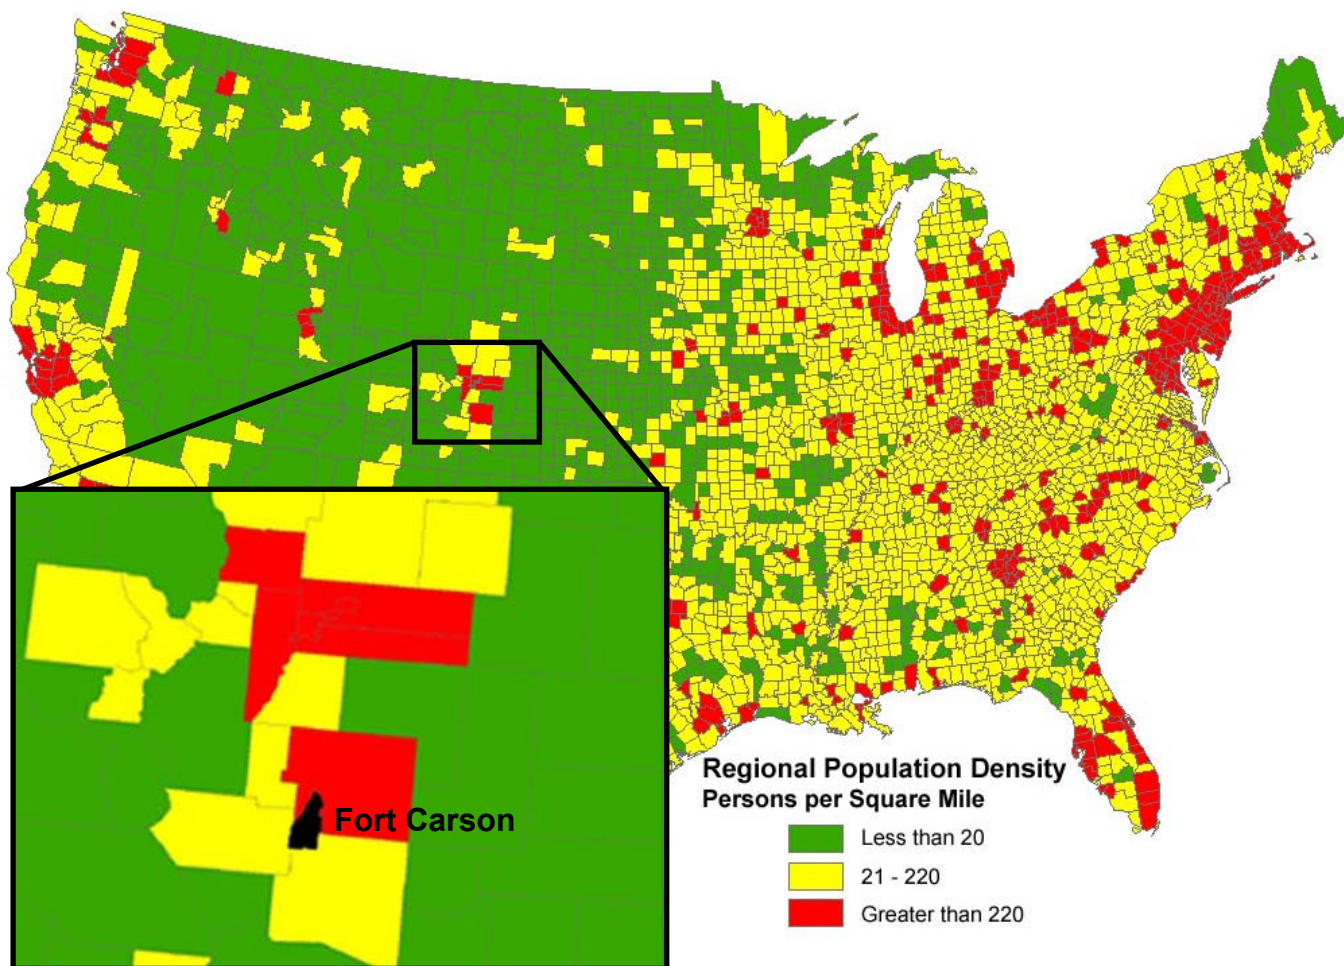 Fort Carson
Regional Population Density
Persons per Square Mile
Less than 20
21 - 220
Greater than 220